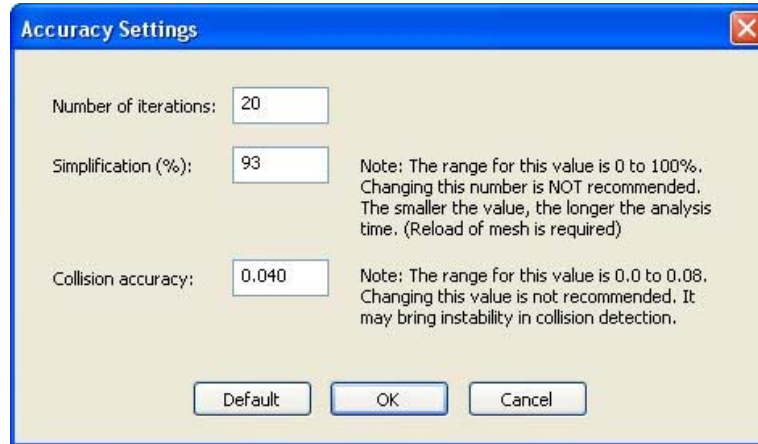 Accuracy Settings
Number of iterations: 20
Simplification (%): 93
Note: The range for this value is 0 to 100%.
Changing this number is NOT recommended.
The smaller the value, the longer the analysis
time. (Reload of mesh is required)
Collision accuracy: 0.040
Note: The range for this value is 0.0 to 0.08.
Changing this value is not recommended. It
may bring instability in collision detection.
Default OK Cancel